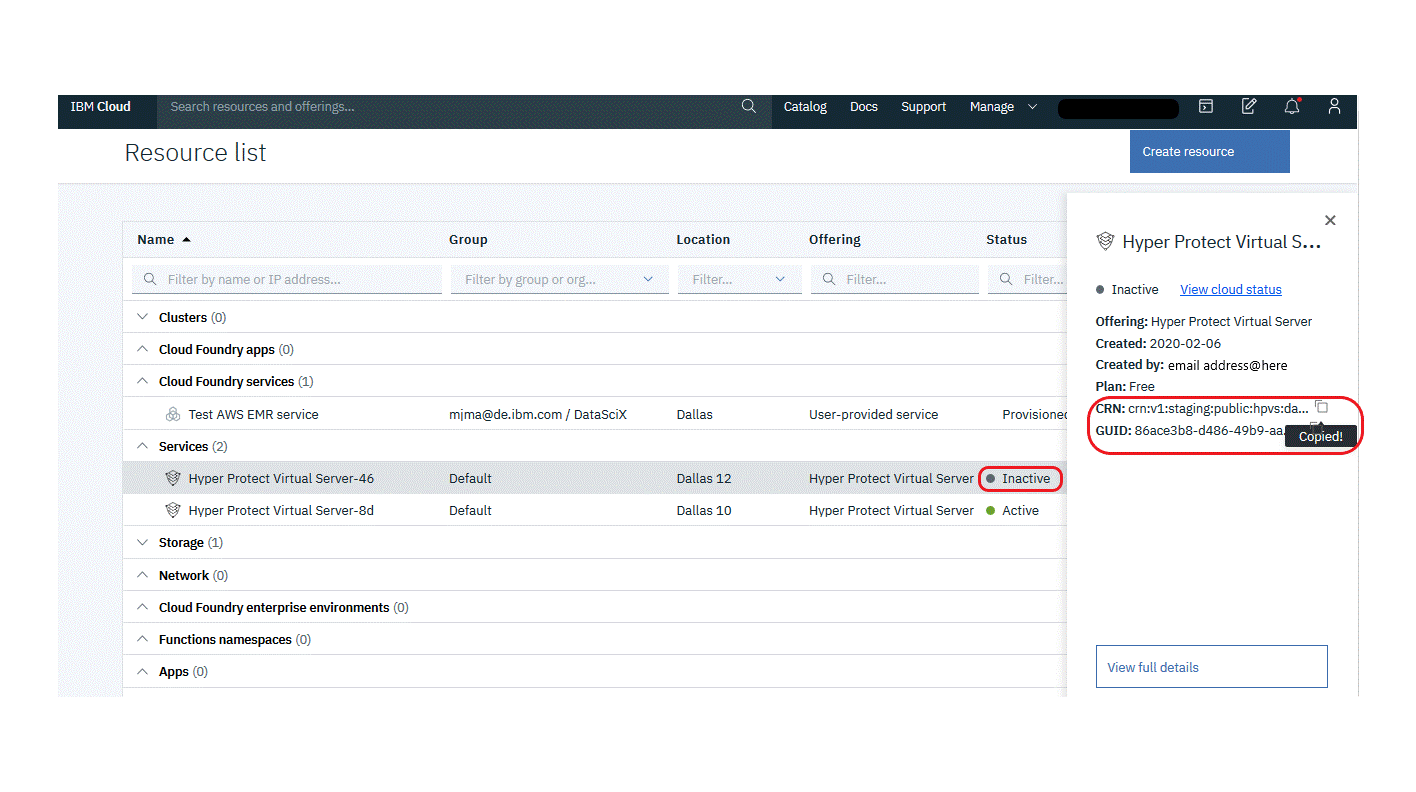 IBM Cloud Search resources and offerings... Catalog Docs Support Manage
Resource list Create resource
Name Group Location Offering Status
Filter by name or IP address... Filter by group or org... Filter... Filter... Filter...
Clusters (0)
Cloud Foundry apps (0)
Cloud Foundry services (1)
Test AWS EMR service mjma@de.ibm.com / DataSciX Dallas User-provided service Provisioned
Services (2)
Hyper Protect Virtual Server-46 Default Dallas 12 Hyper Protect Virtual Server Inactive
Hyper Protect Virtual Server-8d Default Dallas 10 Hyper Protect Virtual Server Active
Storage (1)
Network (0)
Cloud Foundry enterprise environments (0)
Functions namespaces (0)
Apps (0)
Hyper Protect Virtual S...
Inactive View cloud status
Offering: Hyper Protect Virtual Server
Created: 2020-02-06
Created by: email address@here
Plan: Free
CRN: crn:v1:staging:public:hpvs:da...
GUID: 86ace3b8-d486-49b9-aa...
Copied!
View full details